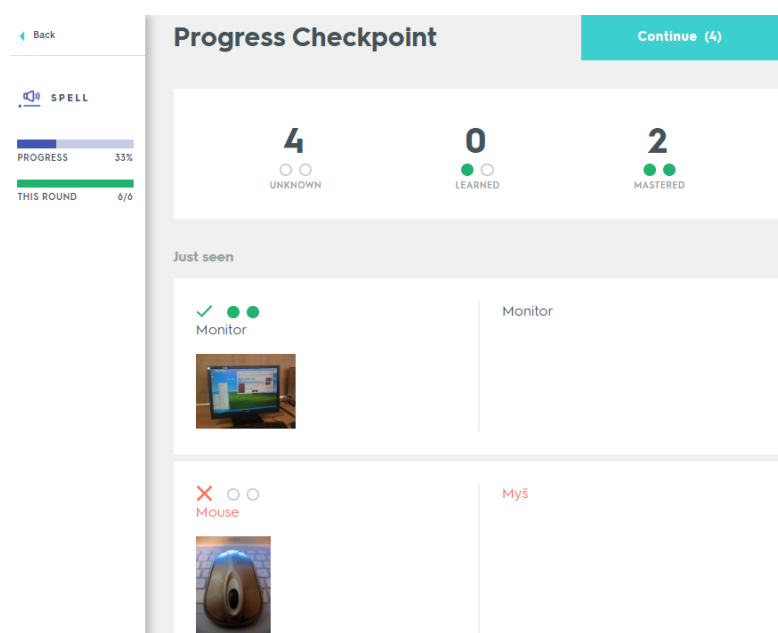 Back
SPELL
PROGRESS 33%
THIS ROUND 6/6
Progress Checkpoint
Continue (4)
4
UNKNOWN
0
LEARNED
2
MASTERED
Just seen
Monitor
Monitor
Mouse
Myš